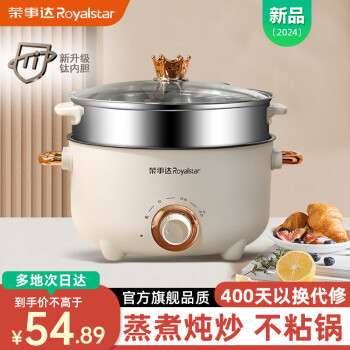 荣事达 Royalstar
新品
(2024)
新升级
钛内胆
荣事达 Royalstar
多地次日达
到手价不高于
¥54.89
官方旗舰品质
400天以换代修
蒸煮炖炒 不粘锅